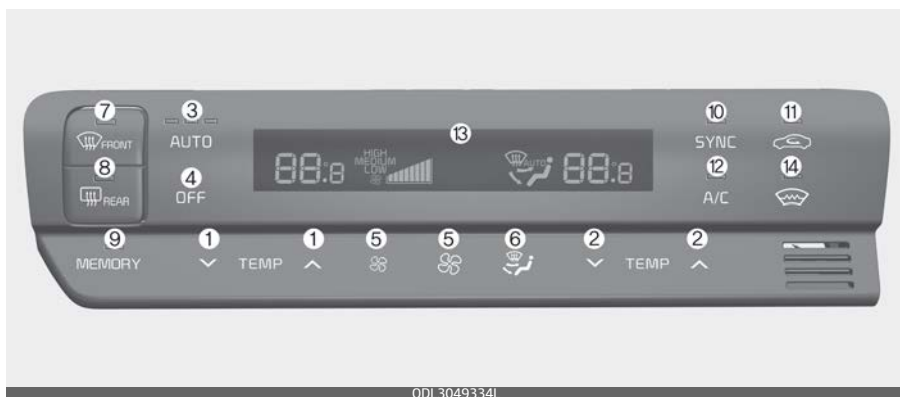 ⑦ ③ ⑬ ⑩ ⑪
FRONT AUTO SYNC
HIGH
MEDIUM
LOW
88.8 AUTO 88.8
⑧ ④ ⑫ ⑭
REAR OFF A/C
⑨ ① ① ⑤ ⑤ ⑥ ② ②
MEMORY TEMP TEMP